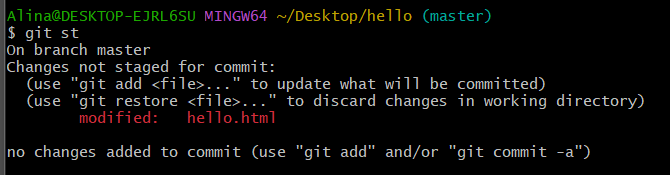 Alina@DESKTOP-EJRL6SU MINGW64 ~/Desktop/hello (master)
$ git st
On branch master
Changes not staged for commit:
  (use "git add <file>..." to update what will be committed)
  (use "git restore <file>..." to discard changes in working directory)
        modified:   hello.html

no changes added to commit (use "git add" and/or "git commit -a")